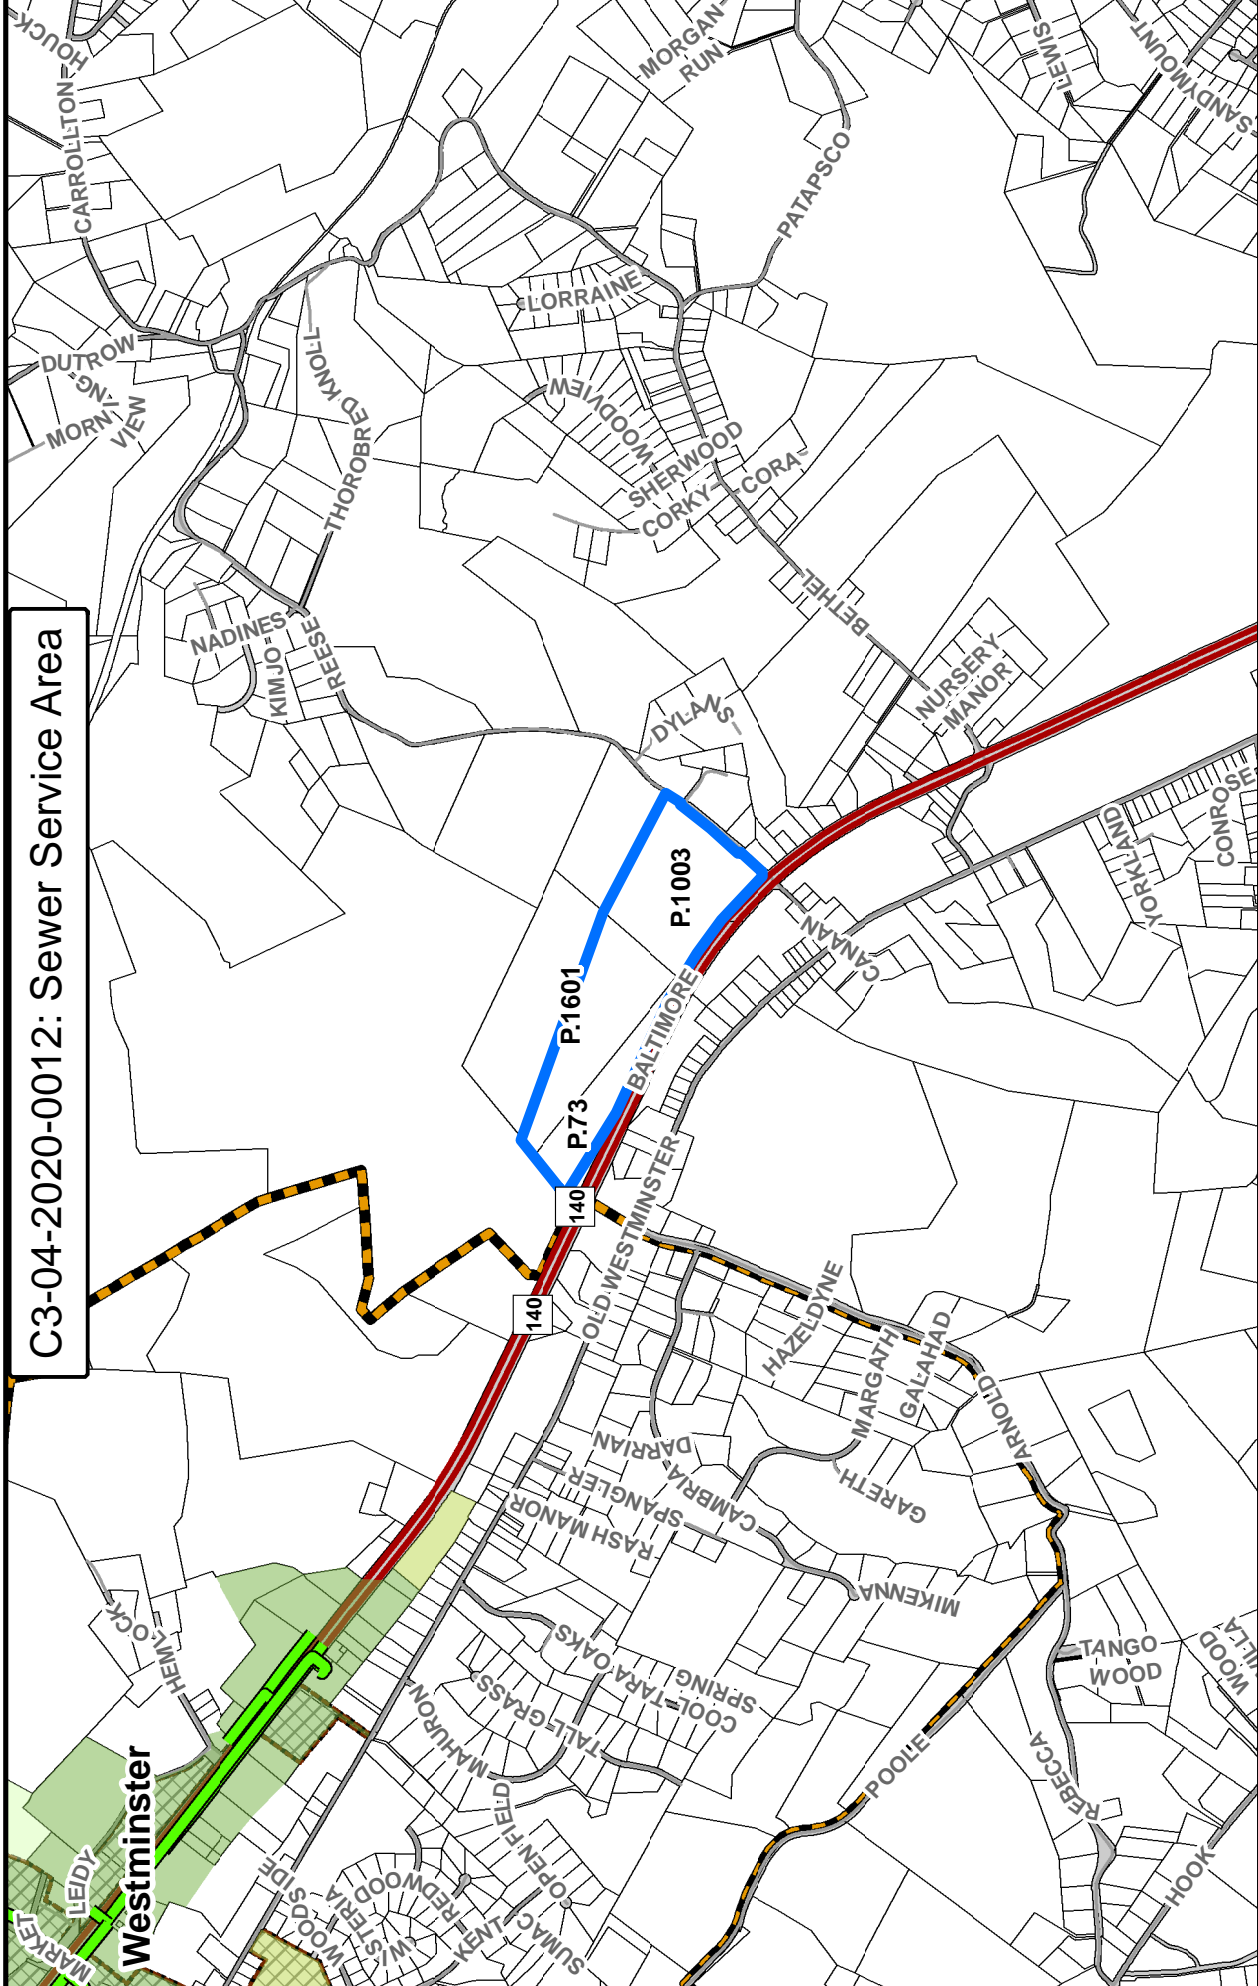 C3-04-2020-0012: Sewer Service Area
HOUCK
CARROLLTON
DUTROW
MORNING
VIEW
THOROBRED KNOLL
NADINES
KIMJO
REESE
MORGAN
RUN
PATAPSCO
LEWIS
SANDYMOUNT
LORRAINE
WOODVIEW
SHERWOOD
CORKY
CORA
BETHEL
DYLANS
NURSERY
MANOR
P.1003
P.1601
P.73
BALTIMORE
140
140
CANAAN
YORKLAND
CONROSE
OLD WESTMINSTER
HAZELDYNE
MARGATH
GALAHAD
ARNOLD
DARRIAN
CAMBRIA
GARETH
SPANGLER
RASH MANOR
MIKENNA
HEMLOCK
Westminster
LEIDY
MARKET
TARA OAKS
COOL
SPRING
TALL GRASS
MAHURON
OPEN FIELD
WOODSIDE
WISTERIA
REDWOOD
KENT
SUMAC
POOLE
TANGO
WOOD
REBECCA
HOOK
WOOD